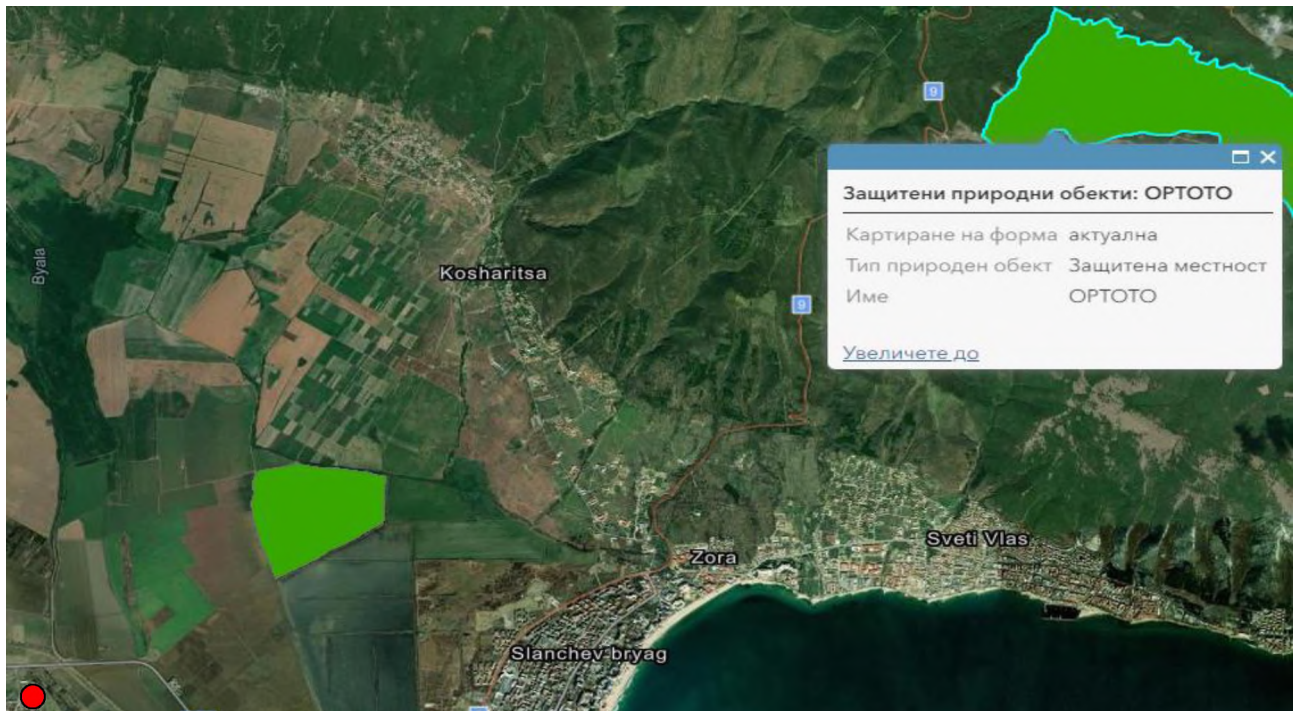 9
Защитени природни обекти: ОРТОТО
Картиране на форма актуална
Тип природен обект Защитена местност
Име ОРТОТО
Увеличете до
9
Byala
Kosharitsa
Sveti Vlas
Zora
Slanchev bryag